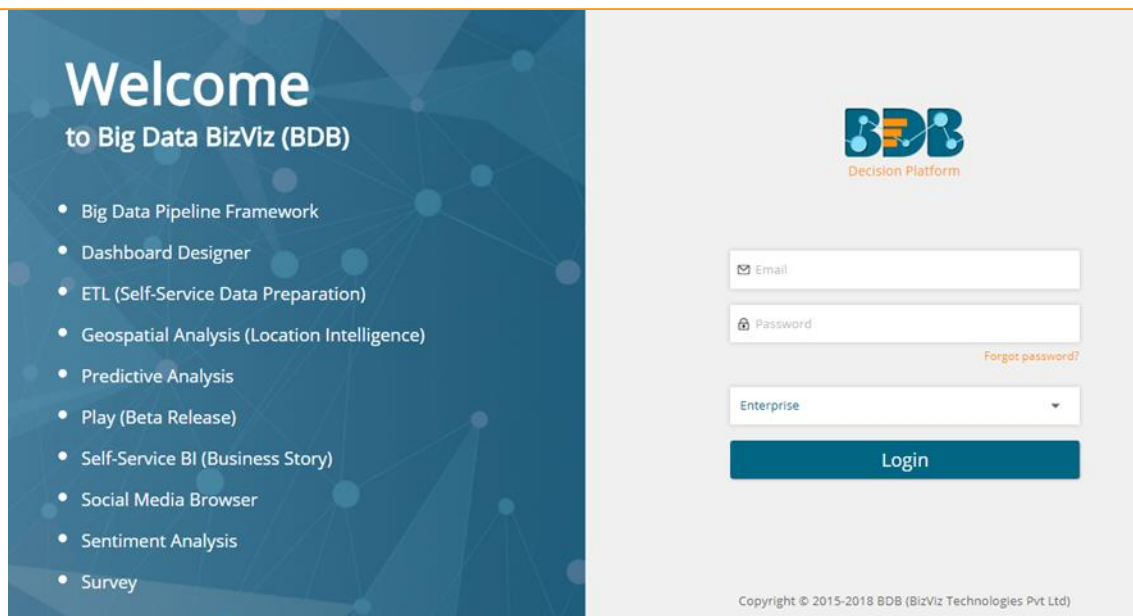 Welcome
to Big Data BizViz (BDB)
Big Data Pipeline Framework
Dashboard Designer
ETL (Self-Service Data Preparation)
Geospatial Analysis (Location Intelligence)
Predictive Analysis
Play (Beta Release)
Self-Service BI (Business Story)
Social Media Browser
Sentiment Analysis
Survey
BDB
Decision Platform
Email
Password
Forgot password?
Enterprise
Login
Copyright © 2015-2018 BDB (BizViz Technologies Pvt Ltd)